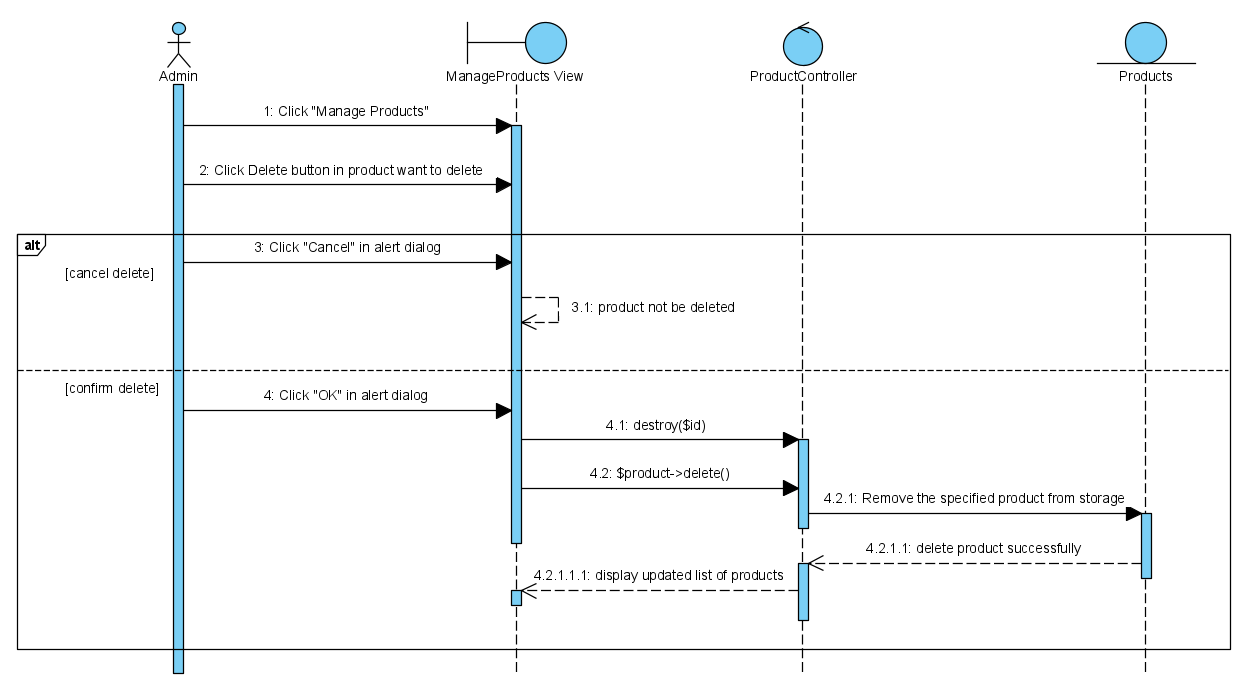 Admin
ManageProducts View
ProductController
Products
1: Click "Manage Products"
2: Click Delete button in product want to delete
alt
3: Click "Cancel" in alert dialog
[cancel delete]
3.1: product not be deleted
[confirm delete]
4: Click "OK" in alert dialog
4.1: destroy($id)
4.2: $product->delete()
4.2.1: Remove the specified product from storage
4.2.1.1: delete product successfully
4.2.1.1.1: display updated list of products